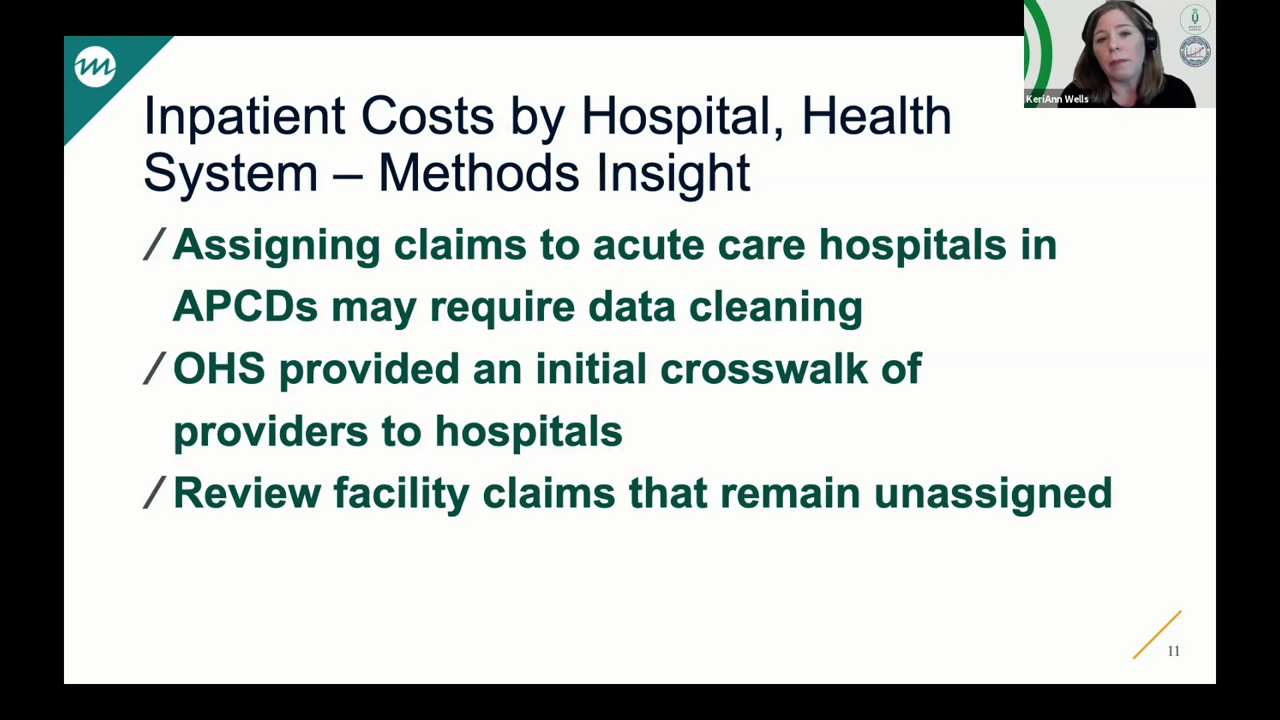 KeriAnn Wells
Inpatient Costs by Hospital, Health
System – Methods Insight
/ Assigning claims to acute care hospitals in
APCDs may require data cleaning
/ OHS provided an initial crosswalk of
providers to hospitals
/ Review facility claims that remain unassigned
11